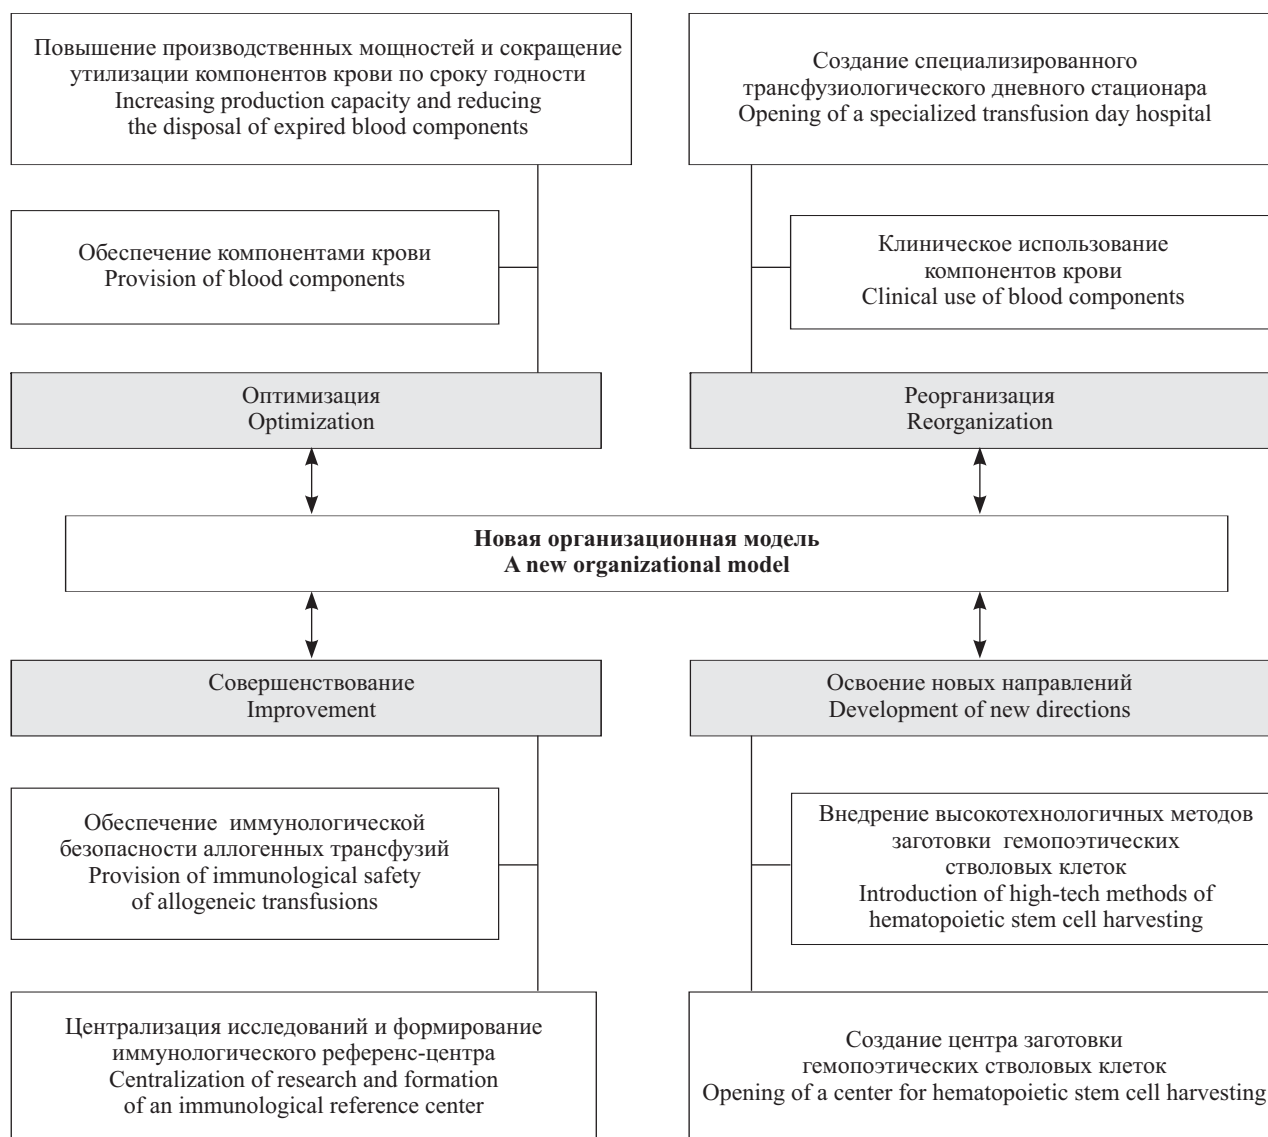 Повышение производственных мощностей и сокращение
утилизации компонентов крови по сроку годности
Increasing production capacity and reducing
the disposal of expired blood components
Создание специализированного
трансфузиологического дневного стационара
Opening of a specialized transfusion day hospital
Обеспечение компонентами крови
Provision of blood components
Клиническое использование
компонентов крови
Clinical use of blood components
Оптимизация
Optimization
Реорганизация
Reorganization
Новая организационная модель
A new organizational model
Совершенствование
Improvement
Освоение новых направлений
Development of new directions
Обеспечение иммунологической
безопасности аллогенных трансфузий
Provision of immunological safety
of allogeneic transfusions
Внедрение высокотехнологичных методов
заготовки гемопоэтических
стволовых клеток
Introduction of high-tech methods of
hematopoietic stem cell harvesting
Централизация исследований и формирование
иммунологического референс-центра
Centralization of research and formation
of an immunological reference center
Создание центра заготовки
гемопоэтических стволовых клеток
Opening of a center for hematopoietic stem cell harvesting